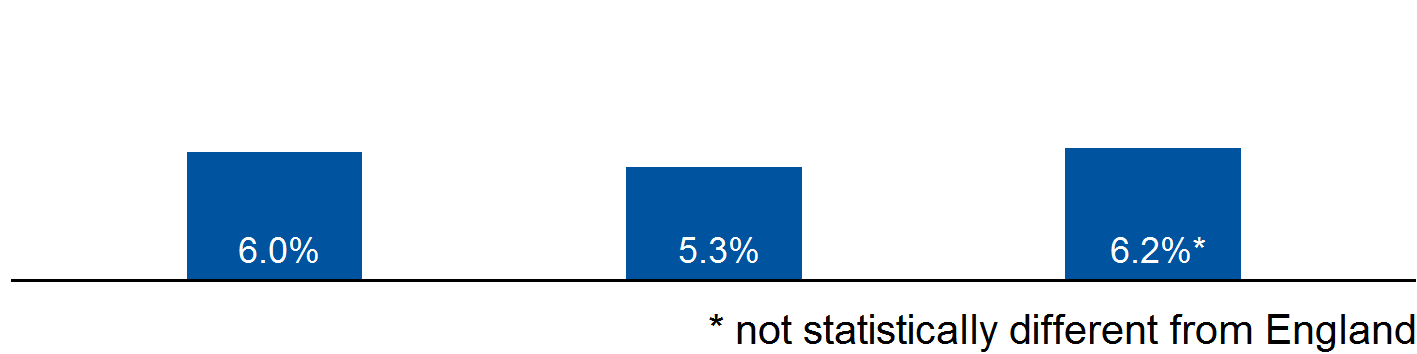 6.0% 5.3% 6.2%*
* not statistically different from England